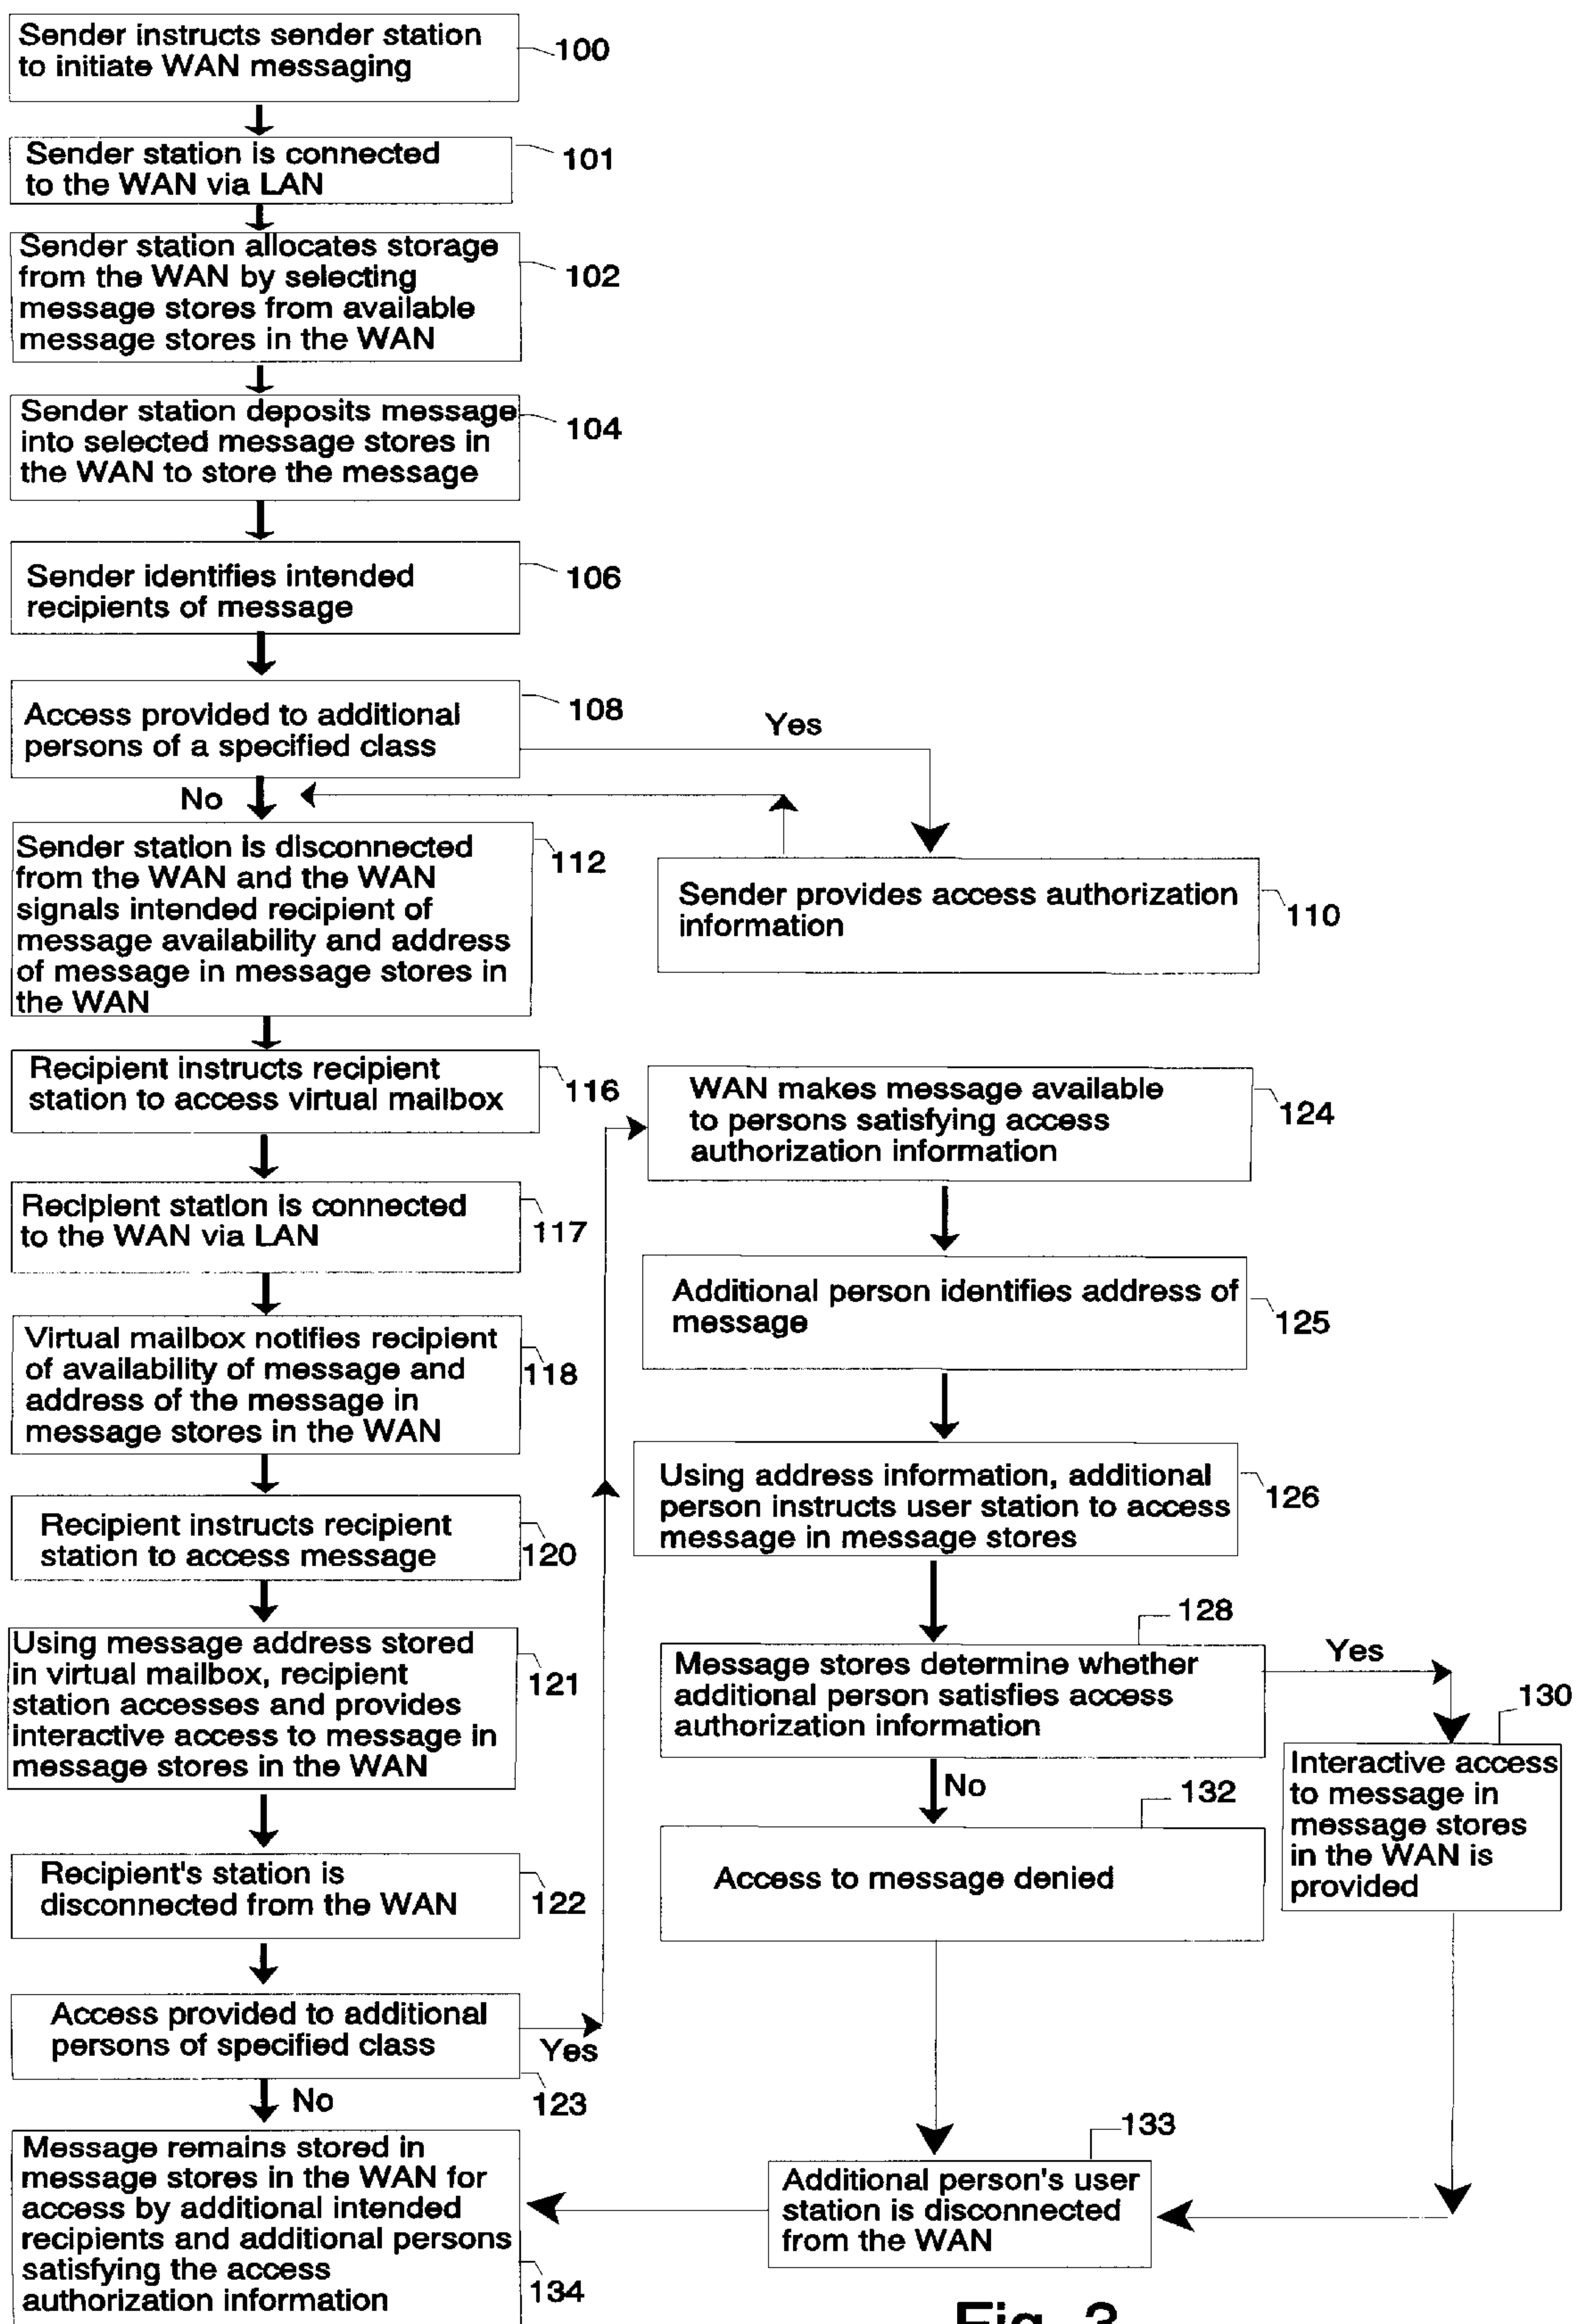 Sender instructs sender station
to initiate WAN messaging
100
Sender station is connected
to the WAN via LAN
101
Sender station allocates storage
from the WAN by selecting
message stores from available
message stores in the WAN
102
Sender station deposits message
into selected message stores in
the WAN to store the message
104
Sender identifies intended
recipients of message
106
Access provided to additional
persons of a specified class
108
Yes
No
Sender station is disconnected
from the WAN and the WAN
signals intended recipient of
message availability and address
of message in message stores in
the WAN
112
Sender provides access authorization
information
110
Recipient instructs recipient
station to access virtual mailbox
116
Recipient station is connected
to the WAN via LAN
117
Virtual mailbox notifies recipient
of availability of message and
address of the message in
message stores in the WAN
118
Recipient instructs recipient
station to access message
120
Using message address stored
in virtual mailbox, recipient
station accesses and provides
interactive access to message in
message stores in the WAN
121
Recipient's station is
disconnected from the WAN
122
Access provided to additional
persons of specified class
Yes
123
No
Message remains stored in
message stores in the WAN for
access by additional intended
recipients and additional persons
satisfying the access
authorization information
134
WAN makes message available
to persons satisfying access
authorization information
124
Additional person identifies address of
message
125
Using address information, additional
person instructs user station to access
message in message stores
126
128
Message stores determine whether
additional person satisfies access
authorization information
Yes
130
Interactive access
to message in
message stores
in the WAN is
provided
No
132
Access to message denied
133
Additional person's user
station is disconnected
from the WAN
Fig. 3